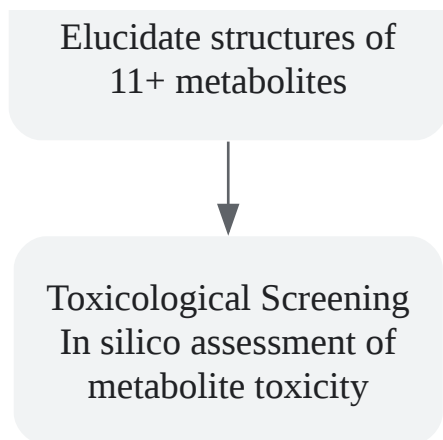 Elucidate structures of
11+ metabolites
Toxicological Screening
In silico assessment of
metabolite toxicity